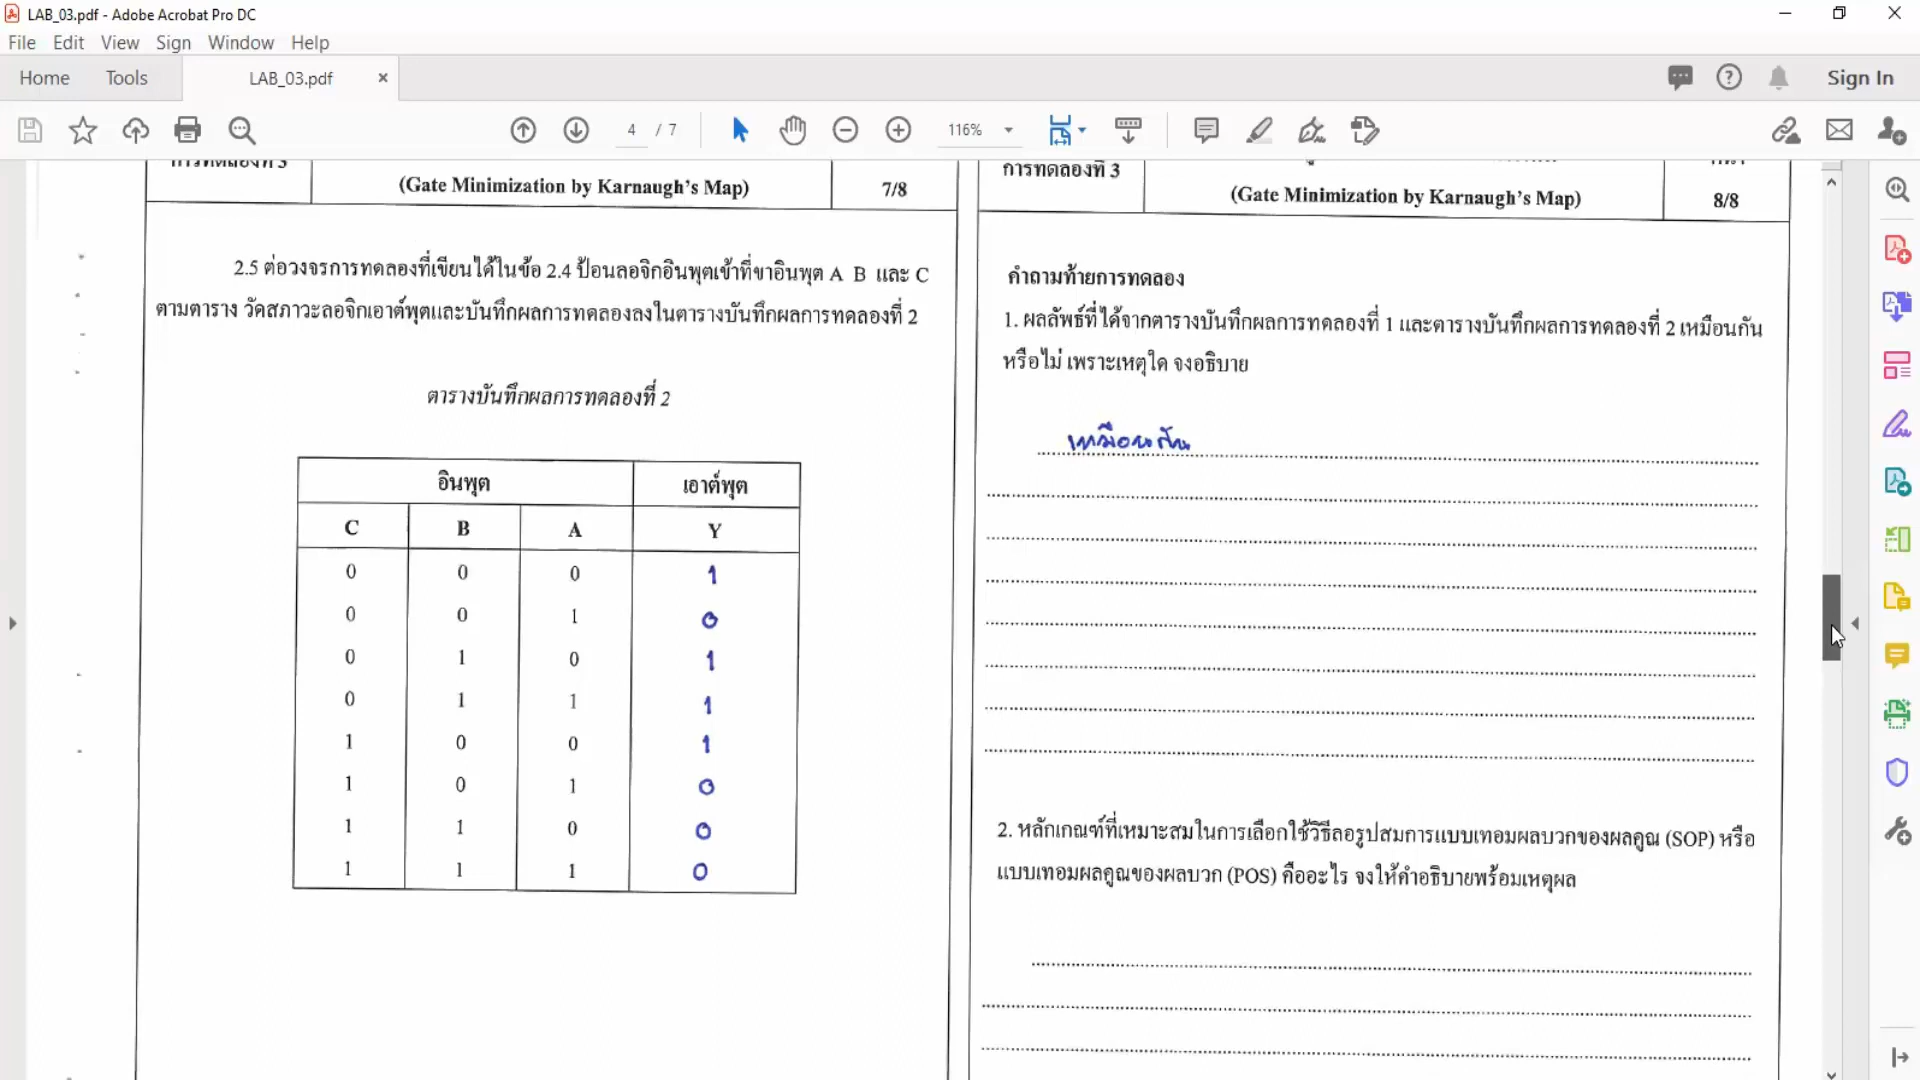 LAB_03.pdf - Adobe Acrobat Pro DC
File Edit View Sign Window Help
Home Tools LAB_03.pdf × Sign In
4 / 7 116%
การทดลองที่ 3
(Gate Minimization by Karnaugh's Map)
7/8
2.5 ต่อวงจรการทดลองที่เขียนได้ในข้อ 2.4 ป้อนลอจิกอินพุตเข้าที่ขาอินพุต A B และ C
ตามตาราง วัดสภาวะลอจิกเอาต์พุตและบันทึกผลการทดลองลงในตารางบันทึกผลการทดลองที่ 2
ตารางบันทึกผลการทดลองที่ 2
อินพุต เอาต์พุต
C B A Y
0 0 0 1
0 0 1 0
0 1 0 1
0 1 1 1
1 0 0 1
1 0 1 0
1 1 0 0
1 1 1 0
การทดลองที่ 3
(Gate Minimization by Karnaugh's Map)
8/8
คำถามท้ายการทดลอง
1. ผลลัพธ์ที่ได้จากตารางบันทึกผลการทดลองที่ 1 และตารางบันทึกผลการทดลองที่ 2 เหมือนกัน
หรือไม่ เพราะเหตุใด จงอธิบาย
เหมือนกัน
2. หลักเกณฑ์ที่เหมาะสมในการเลือกใช้วิธีลอรูปสมการแบบเทอมผลบวกของผลคูณ (SOP) หรือ
แบบเทอมผลคูณของผลบวก (POS) คืออะไร จงให้คำอธิบายพร้อมเหตุผล